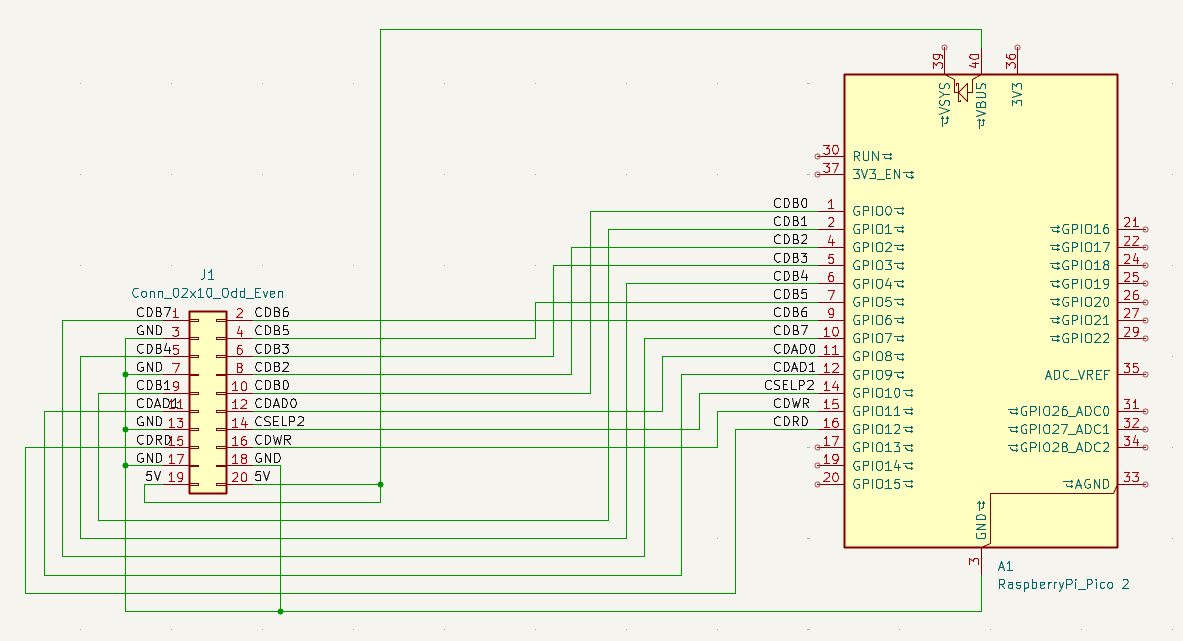 39
40
36
VSYS
VBUS
3V3
30 RUN
37 3V3_EN
CDB0 1 GPIO0
CDB1 2 GPIO1
GPIO16 21
CDB2 4 GPIO2
GPIO17 22
CDB3 5 GPIO3
GPIO18 24
CDB4 6 GPIO4
GPIO19 25
CDB5 7 GPIO5
GPIO20 26
CDB6 9 GPIO6
GPIO21 27
CDB7 10 GPIO7
GPIO22 29
CDAD0 11 GPIO8
CDAD1 12 GPIO9
ADC_VREF 35
CSELP2 14 GPIO10
CDWR 15 GPIO11
GPIO26_ADC0 31
CDRD 16 GPIO12
GPIO27_ADC1 32
17 GPIO13
GPIO28_ADC2 34
19 GPIO14
20 GPIO15
AGND 33
GND
3
A1
RaspberryPi_Pico 2
J1
Conn_02x10_Odd_Even
CDB7 1 2 CDB6
GND 3 4 CDB5
CDB4 5 6 CDB3
GND 7 8 CDB2
CDB1 9 10 CDB0
CDAD1 11 12 CDAD0
GND 13 14 CSELP2
CDRD 15 16 CDWR
GND 17 18 GND
5V 19 20 5V